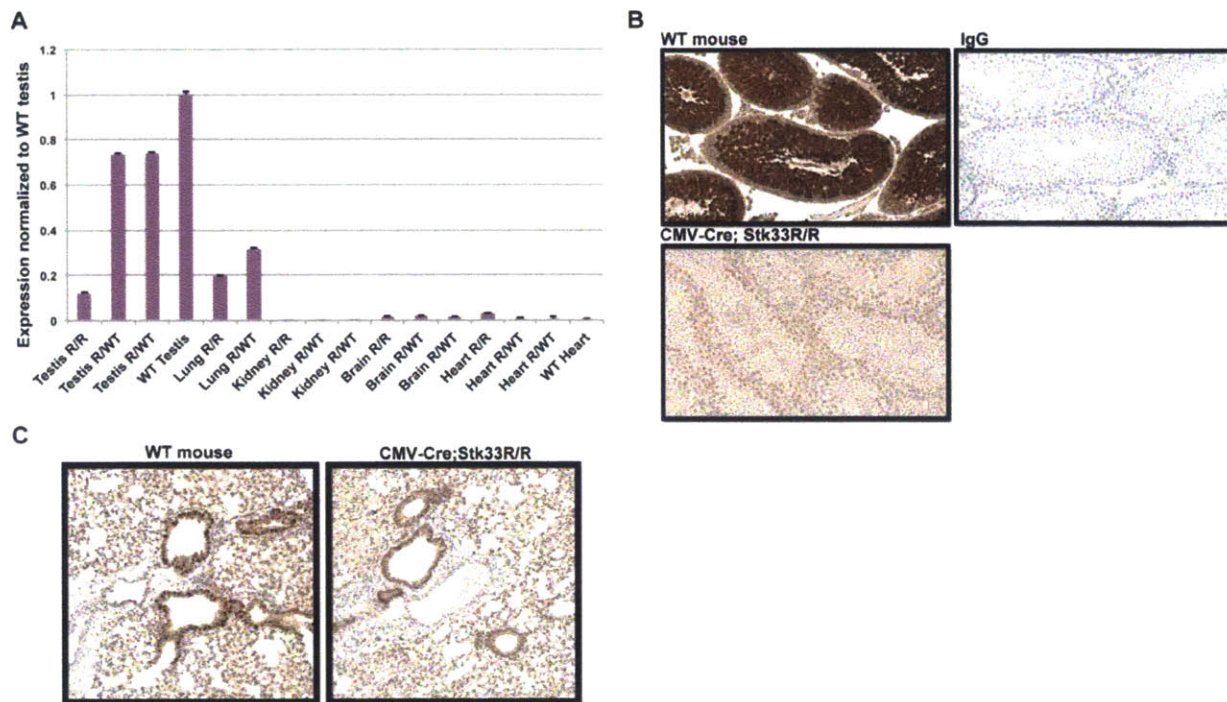 A
Expression normalized to WT testis
1.2
1
0.8
0.6
0.4
0.2
0
Testis R/R
Testis R/WT
Testis R/WT
WT Testis
Lung R/R
Lung R/WT
Kidney R/R
Kidney R/WT
Kidney R/WT
Brain R/R
Brain R/WT
Brain R/WT
Heart R/R
Heart R/WT
Heart R/WT
WT Heart
B
WT mouse
IgG
CMV-Cre; Stk33R/R
C
WT mouse
CMV-Cre;Stk33R/R